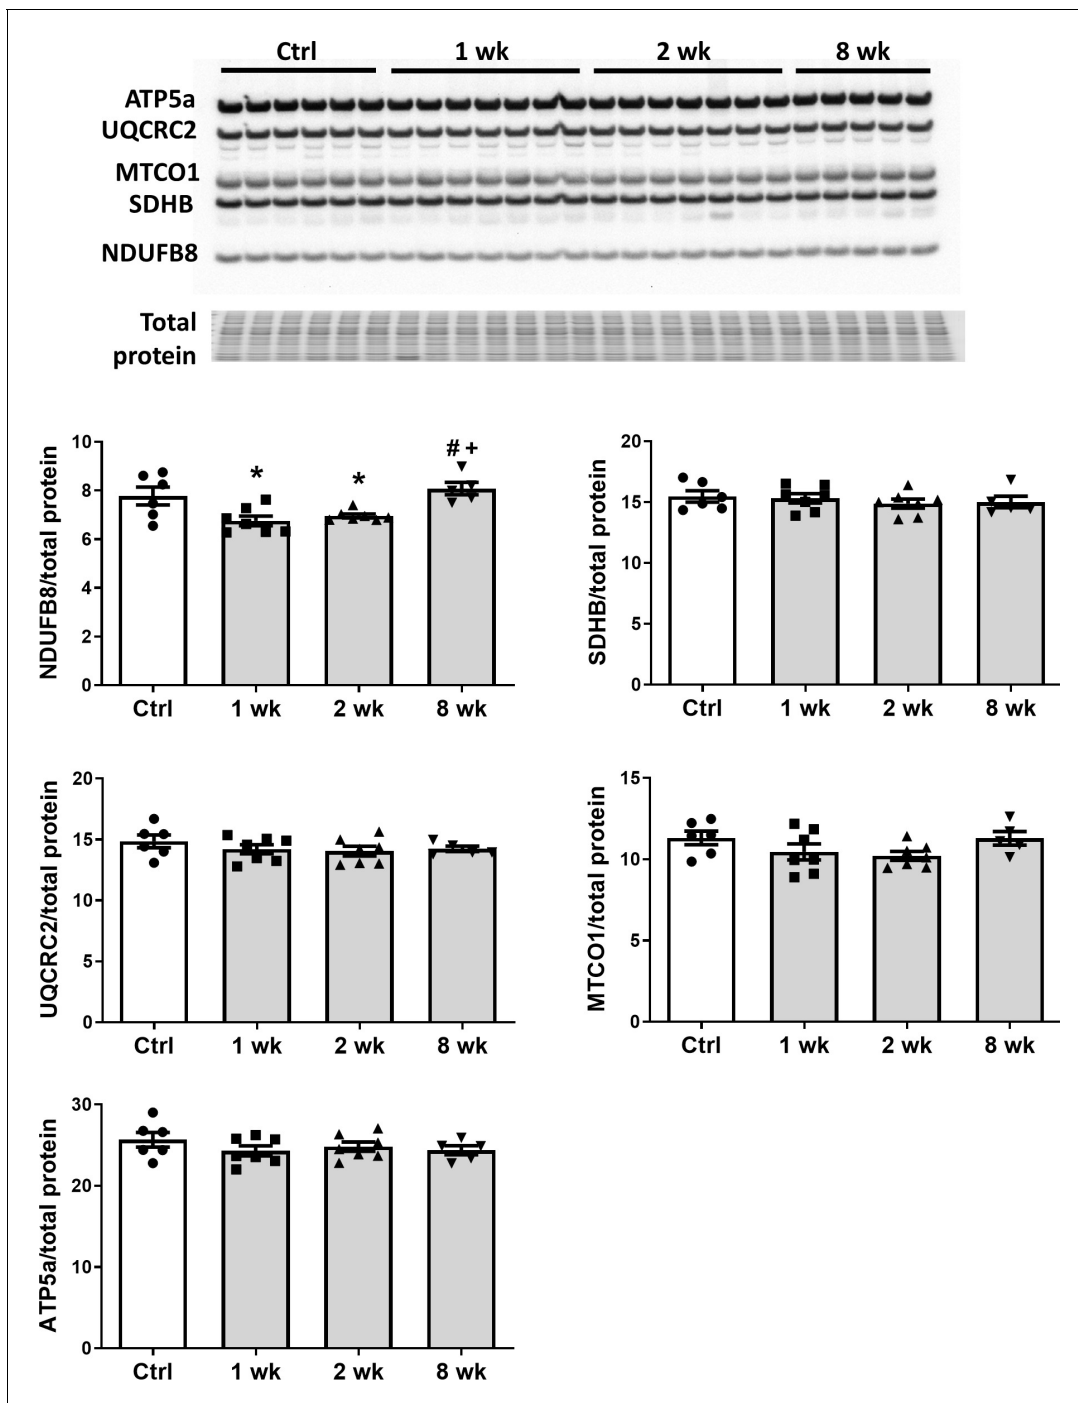 Ctrl 1 wk 2 wk 8 wk
ATP5a
UQCRC2
MTCO1
SDHB
NDUFB8
Total
protein
NDUFB8/total protein
10
8
6
4
2
0
*
*
# +
Ctrl 1 wk 2 wk 8 wk
SDHB/total protein
20
15
10
5
0
Ctrl 1 wk 2 wk 8 wk
UQCRC2/total protein
20
15
10
5
0
Ctrl 1 wk 2 wk 8 wk
MTCO1/total protein
15
10
5
0
Ctrl 1 wk 2 wk 8 wk
ATP5a/total protein
30
20
10
0
Ctrl 1 wk 2 wk 8 wk